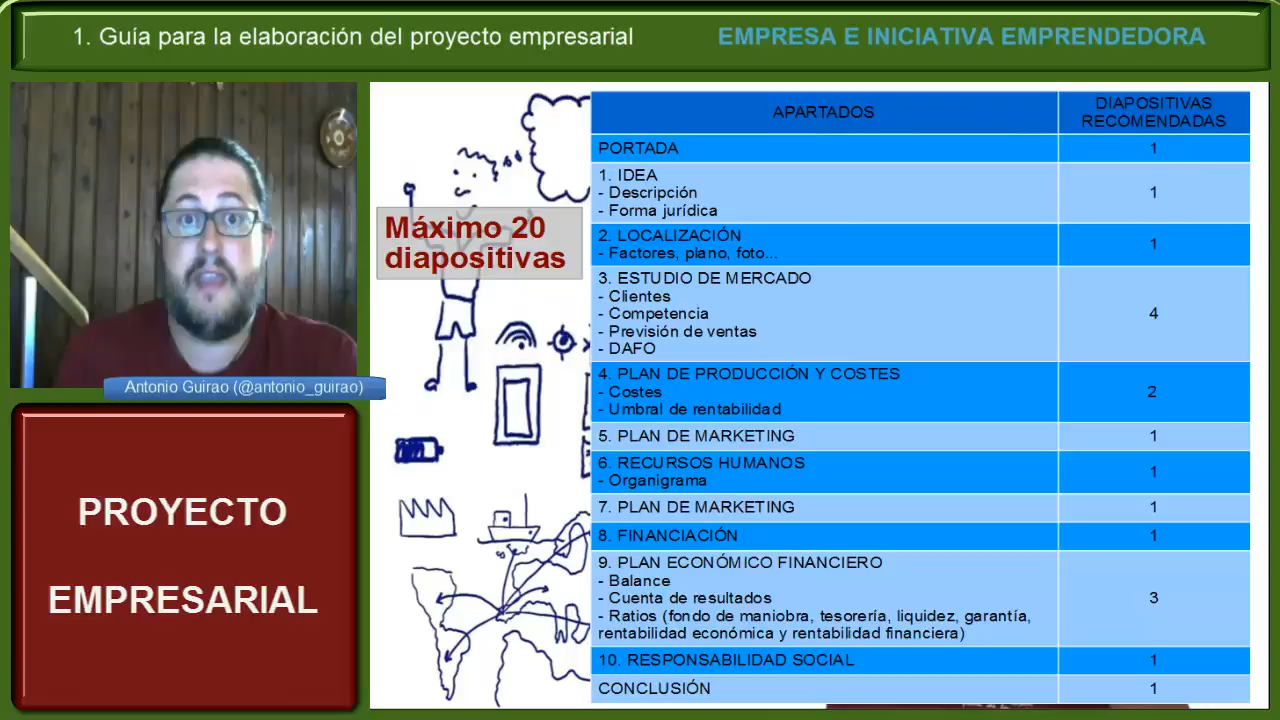 1. Guía para la elaboración del proyecto empresarial
EMPRESA E INICIATIVA EMPRENDEDORA
Antonio Guirao (@antonio_guirao)
PROYECTO
EMPRESARIAL
Máximo 20
diapositivas
APARTADOS
DIAPOSITIVAS
RECOMENDADAS
PORTADA
1
1. IDEA
- Descripción
- Forma jurídica
1
2. LOCALIZACIÓN
- Factores, plano, foto...
1
3. ESTUDIO DE MERCADO
- Clientes
- Competencia
- Previsión de ventas
- DAFO
4
4. PLAN DE PRODUCCIÓN Y COSTES
- Costes
- Umbral de rentabilidad
2
5. PLAN DE MARKETING
1
6. RECURSOS HUMANOS
- Organigrama
1
7. PLAN DE MARKETING
1
8. FINANCIACIÓN
1
9. PLAN ECONÓMICO FINANCIERO
- Balance
- Cuenta de resultados
- Ratios (fondo de maniobra, tesorería, liquidez, garantía,
rentabilidad económica y rentabilidad financiera)
3
10. RESPONSABILIDAD SOCIAL
1
CONCLUSIÓN
1